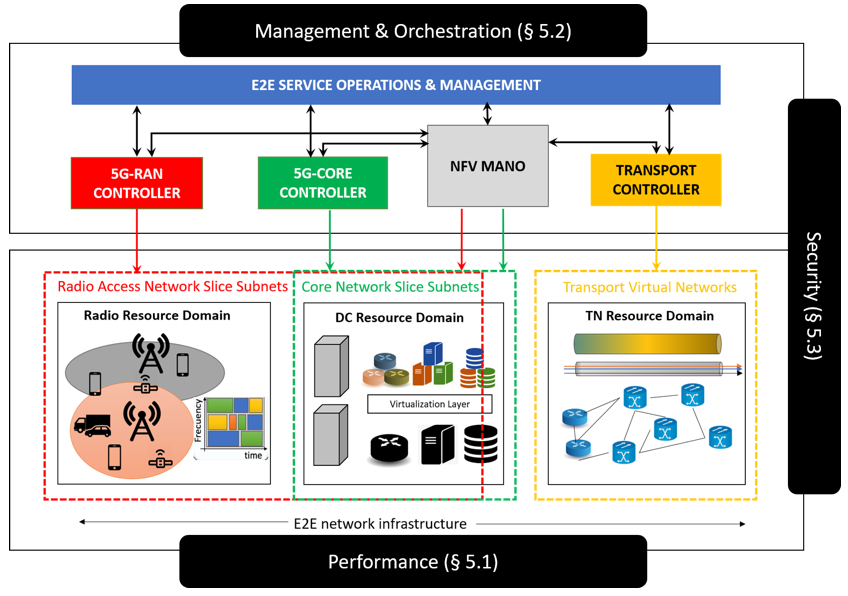 Management & Orchestration (§ 5.2)
E2E SERVICE OPERATIONS & MANAGEMENT
5G-RAN
CONTROLLER
5G-CORE
CONTROLLER
NFV MANO
TRANSPORT
CONTROLLER
Security (§ 5.3)
Radio Access Network Slice Subnets
Core Network Slice Subnets
Transport Virtual Networks
Radio Resource Domain
DC Resource Domain
TN Resource Domain
Virtualization Layer
Frecuency
time
E2E network infrastructure
Performance (§ 5.1)